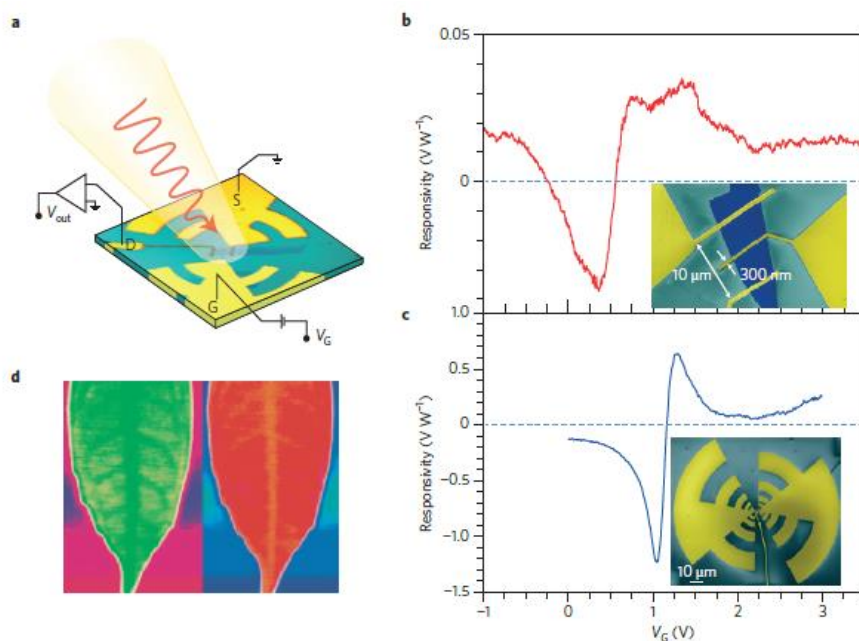 a
S
V_out
D
G
V_G
b
0.05
0
Responsivity (V W⁻¹)
10 µm
300 nm
1.0
c
0.5
0
−0.5
−1.0
−1.5
Responsivity (V W⁻¹)
10 µm
−1
0
1
2
3
V_G (V)
d